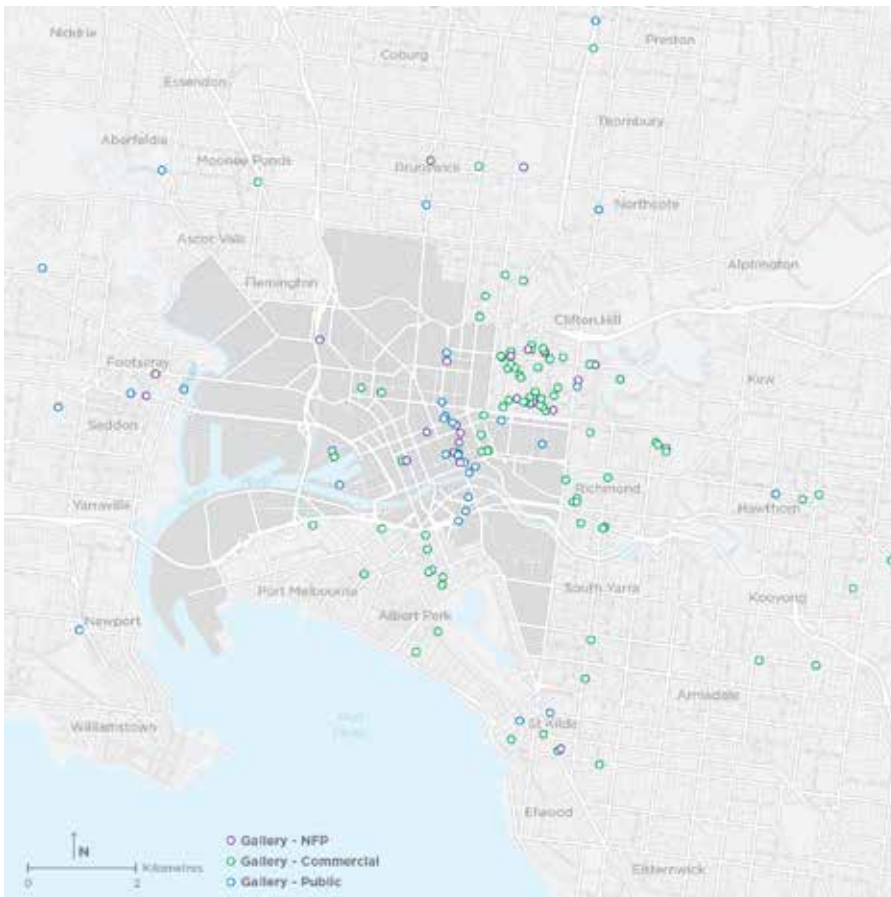 Niddrie
Preston
Coburg
Essendon
Thornbury
Aberfeldie
Moonee Ponds
Brunswick
Northcote
Ascot Vale
Alphington
Flemington
Clifton Hill
Footscray
Kew
Seddon
Richmond
Yarraville
Hawthorn
Port Melbourne
South Yarra
Kooyong
Newport
Albert Park
Armadale
Williamstown
St Kilda
Elwood
N
Gallery - NFP
Kilometres
Gallery - Commercial
0
2
Gallery - Public
Elsternwick